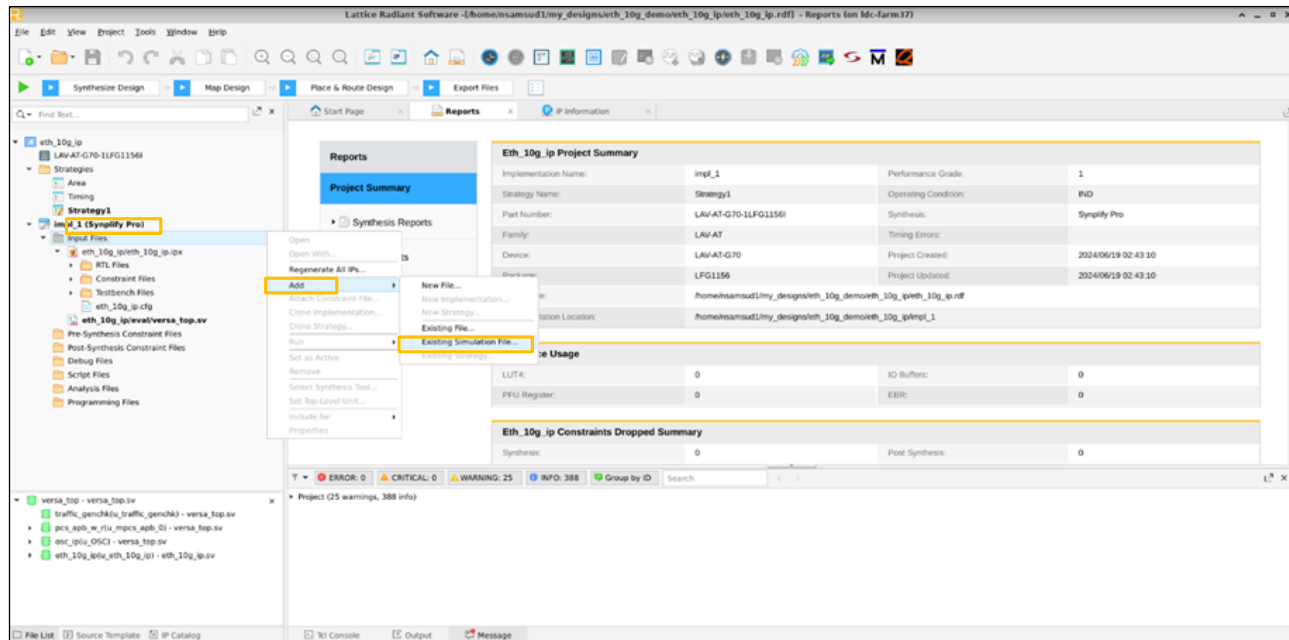 Lattice Radiant Software -[/home/nsamsud1/my_designs/eth_10g_demo/eth_10g_ip/eth_10g_ip.rdf] - Reports (on ldc-farm37)
File Edit View Project Tools Window Help
Synthesize Design Map Design Place & Route Design Export Files
Find Text...
Start Page Reports IP Information
eth_10g_ip
LAV-AT-G70-1LFG1156I
Strategies
Area
Timing
Strategy1
impl_1 (Synplify Pro)
Input Files
eth_10g_ip/eth_10g_ip.ipx
RTL Files
Constraint Files
Testbench Files
eth_10g_ip.cfg
eth_10g_ip/eval/versa_top.sv
Pre-Synthesis Constraint Files
Post-Synthesis Constraint Files
Debug Files
Script Files
Analysis Files
Programming Files
Open
Open With...
Regenerate All IPs...
Add
Attach Constraint File...
Clone Implementation...
Clone Strategy...
Run
Set as Active
Remove
Select Synthesis Tool...
Set Top-Level Unit...
Include for
Properties
New File...
New Implementation...
New Strategy...
Existing File...
Existing Simulation File...
Existing Strategy...
Reports
Project Summary
Synthesis Reports
Eth_10g_ip Project Summary
Implementation Name: impl_1 Performance Grade: 1
Strategy Name: Strategy1 Operating Condition: IND
Part Number: LAV-AT-G70-1LFG1156I Synthesis: Synplify Pro
Family: LAV-AT Timing Errors:
Device: LAV-AT-G70 Project Created: 2024/06/19 02:43:10
Package: LFG1156 Project Updated: 2024/06/19 02:43:10
/home/nsamsud1/my_designs/eth_10g_demo/eth_10g_ip/eth_10g_ip.rdf
tation Location: /home/nsamsud1/my_designs/eth_10g_demo/eth_10g_ip/impl_1
ce Usage
LUT4: 0 IO Buffers: 0
PFU Register: 0 EBR: 0
Eth_10g_ip Constraints Dropped Summary
Synthesis: 0 Post Synthesis: 0
ERROR: 0 CRITICAL: 0 WARNING: 25 INFO: 388 Group by ID Search
Project (25 warnings, 388 info)
versa_top - versa_top.sv
traffic_genchk(u_traffic_genchk) - versa_top.sv
pcs_apb_w_r(u_mpcs_apb_0) - versa_top.sv
osc_ip(u_OSC) - versa_top.sv
eth_10g_ip(u_eth_10g_ip) - eth_10g_ip.sv
File List Source Template IP Catalog
Tcl Console Output Message